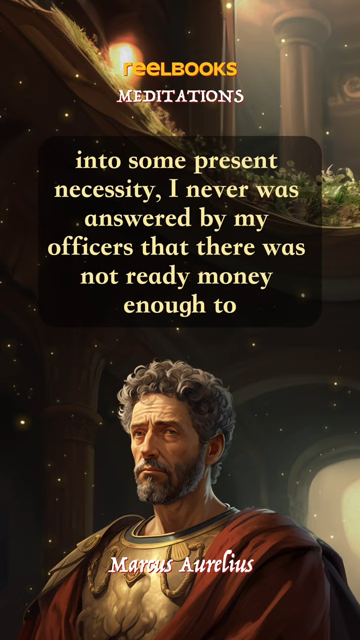 reelbooks
MEDITATIONS
into some present
necessity, I never was
answered by my
officers that there was
not ready money
enough to
Marcus Aurelius